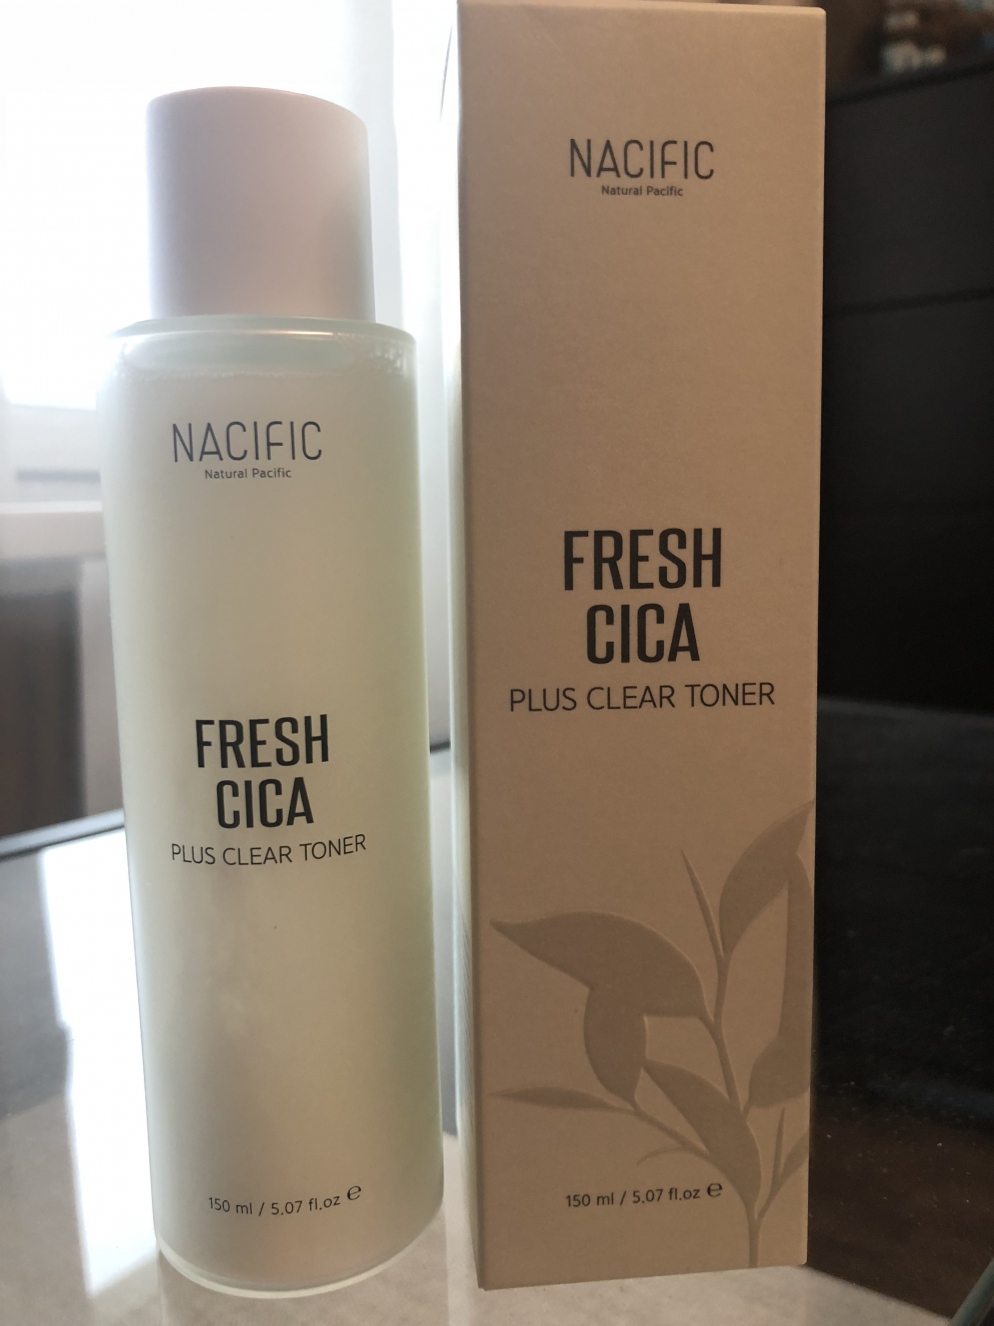 NACIFIC
Natural Pacific
FRESH
CICA
PLUS CLEAR TONER
150 ml / 5.07 fl.oz ℮
NACIFIC
Natural Pacific
FRESH
CICA
PLUS CLEAR TONER
150 ml / 5.07 fl.oz ℮